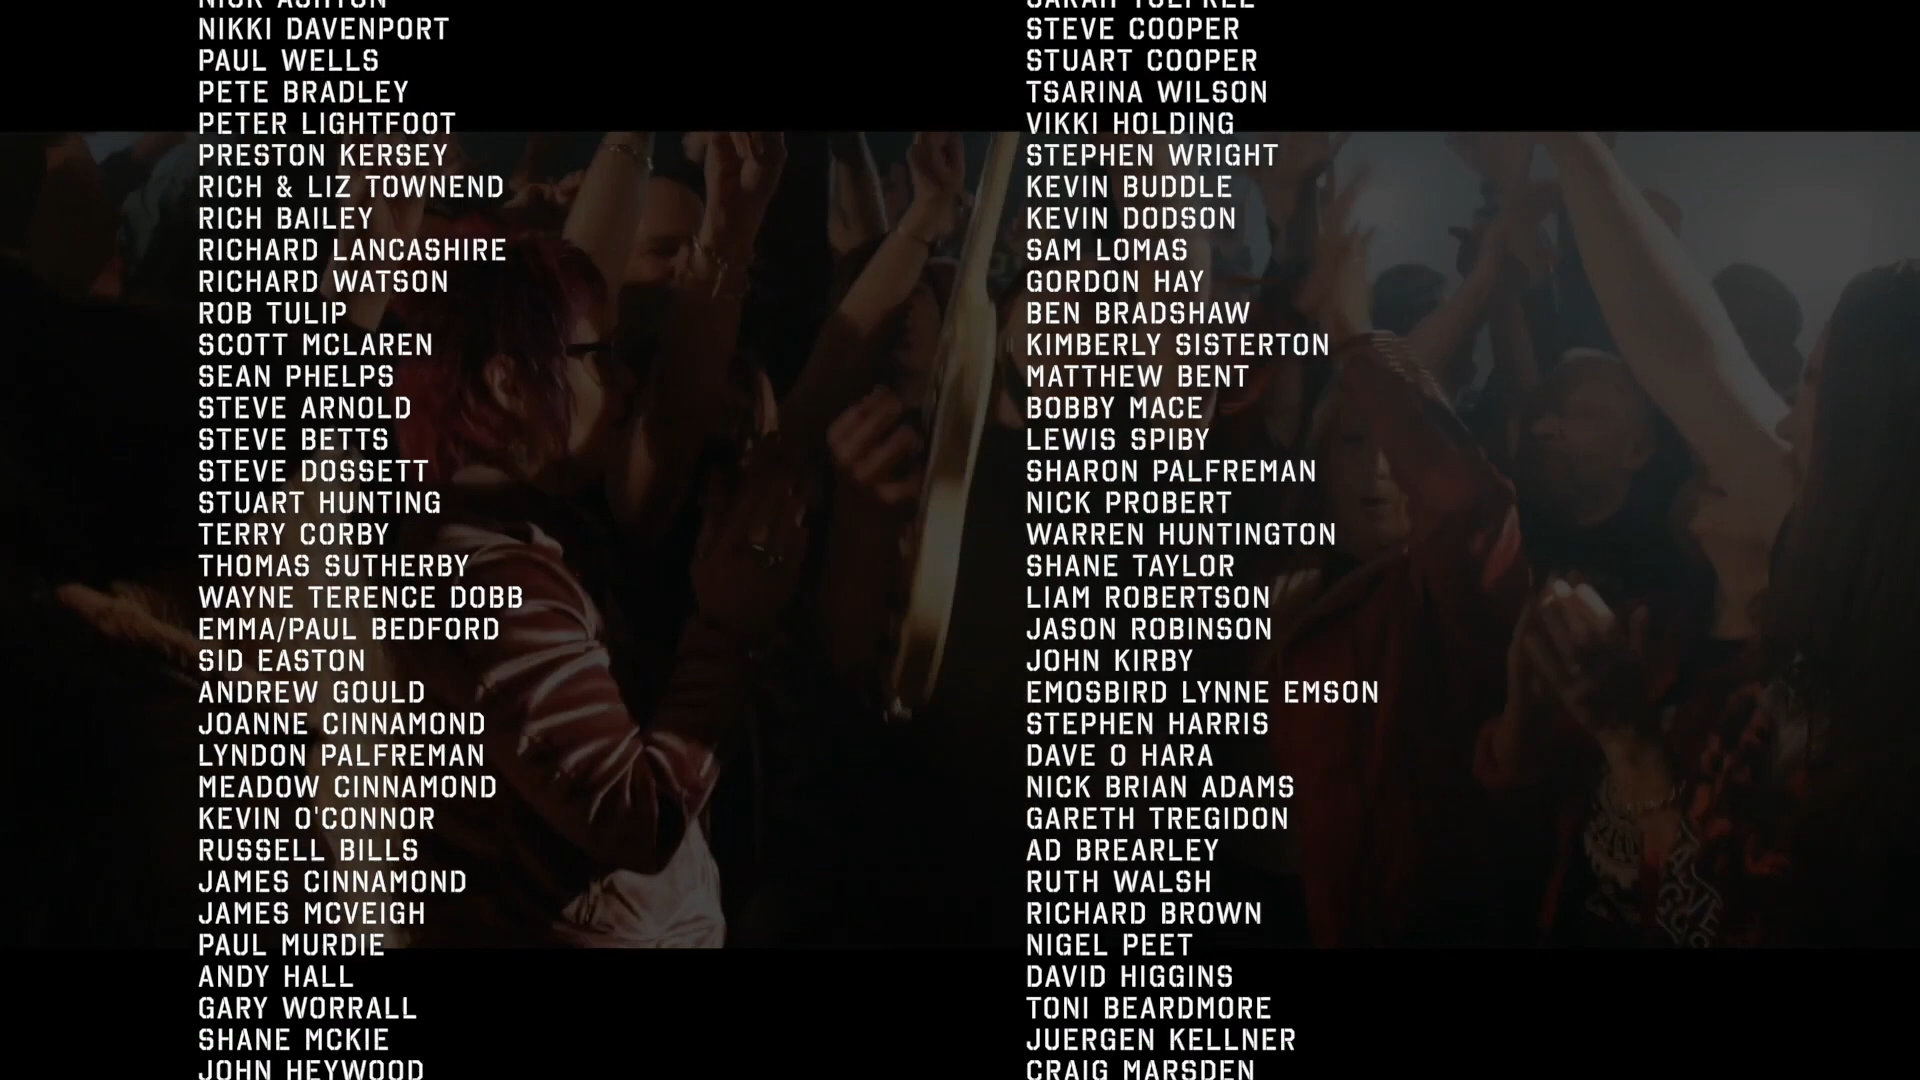 NICK ASHTON
NIKKI DAVENPORT
PAUL WELLS
PETE BRADLEY
PETER LIGHTFOOT
PRESTON KERSEY
RICH & LIZ TOWNEND
RICH BAILEY
RICHARD LANCASHIRE
RICHARD WATSON
ROB TULIP
SCOTT MCLAREN
SEAN PHELPS
STEVE ARNOLD
STEVE BETTS
STEVE DOSSETT
STUART HUNTING
TERRY CORBY
THOMAS SUTHERBY
WAYNE TERENCE DOBB
EMMA/PAUL BEDFORD
SID EASTON
ANDREW GOULD
JOANNE CINNAMOND
LYNDON PALFREMAN
MEADOW CINNAMOND
KEVIN O'CONNOR
RUSSELL BILLS
JAMES CINNAMOND
JAMES MCVEIGH
PAUL MURDIE
ANDY HALL
GARY WORRALL
SHANE MCKIE
JOHN HEYWOOD
SARAH
STEVE COOPER
STUART COOPER
TSARINA WILSON
VIKKI HOLDING
STEPHEN WRIGHT
KEVIN BUDDLE
KEVIN DODSON
SAM LOMAS
GORDON HAY
BEN BRADSHAW
KIMBERLY SISTERTON
MATTHEW BENT
BOBBY MACE
LEWIS SPIBY
SHARON PALFREMAN
NICK PROBERT
WARREN HUNTINGTON
SHANE TAYLOR
LIAM ROBERTSON
JASON ROBINSON
JOHN KIRBY
EMOSBIRD LYNNE EMSON
STEPHEN HARRIS
DAVE O HARA
NICK BRIAN ADAMS
GARETH TREGIDON
AD BREARLEY
RUTH WALSH
RICHARD BROWN
NIGEL PEET
DAVID HIGGINS
TONI BEARDMORE
JUERGEN KELLNER
CRAIG MARSDEN